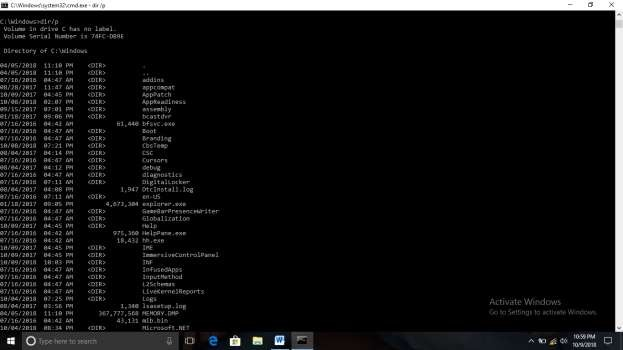 C:\Windows\system32\cmd.exe - dir /p
C:\Windows>dir/p
Volume in drive C has no label.
Volume Serial Number is 74FC-DB9E
Directory of C:\Windows
04/05/2018 11:10 PM <DIR> .
04/05/2018 11:10 PM <DIR> ..
07/16/2016 04:47 AM <DIR> addins
08/28/2017 11:47 AM <DIR> appcompat
10/09/2017 04:45 PM <DIR> AppPatch
10/08/2018 02:07 PM <DIR> AppReadiness
09/15/2017 07:01 PM <DIR> assembly
01/18/2017 09:06 PM <DIR> bcastdvr
07/16/2016 04:42 AM 61,440 bfsvc.exe
07/16/2016 04:47 AM <DIR> Boot
07/16/2016 04:47 AM <DIR> Branding
10/08/2018 07:21 PM <DIR> CbsTemp
08/04/2017 04:14 PM <DIR> CSC
07/16/2016 04:47 AM <DIR> Cursors
08/04/2017 04:12 PM <DIR> debug
07/16/2016 04:47 AM <DIR> diagnostics
07/16/2016 07:11 AM <DIR> DigitalLocker
08/04/2017 04:08 PM 1,947 DtcInstall.log
07/16/2016 07:11 AM <DIR> en-US
01/18/2017 09:05 PM 4,673,304 explorer.exe
07/16/2016 04:47 AM <DIR> GameBarPresenceWriter
07/16/2016 04:47 AM <DIR> Globalization
10/09/2017 04:45 PM <DIR> Help
07/16/2016 04:42 AM 975,360 HelpPane.exe
07/16/2016 04:42 AM 18,432 hh.exe
10/09/2017 04:45 PM <DIR> IME
10/09/2017 04:45 PM <DIR> ImmersiveControlPanel
10/08/2018 10:03 PM <DIR> INF
07/16/2016 04:47 AM <DIR> InfusedApps
07/16/2016 04:47 AM <DIR> InputMethod
07/16/2016 04:47 AM <DIR> L2Schemas
07/16/2016 04:47 AM <DIR> LiveKernelReports
10/04/2018 07:25 PM <DIR> Logs
08/04/2017 03:56 PM 1,340 lsasetup.log
04/05/2018 11:10 PM 367,777,568 MEMORY.DMP
07/16/2016 04:42 AM 43,131 mib.bin
10/04/2018 08:34 PM <DIR> Microsoft.NET
Activate Windows
Go to Settings to activate Windows.
Type here to search
10:59 PM
10/9/2018